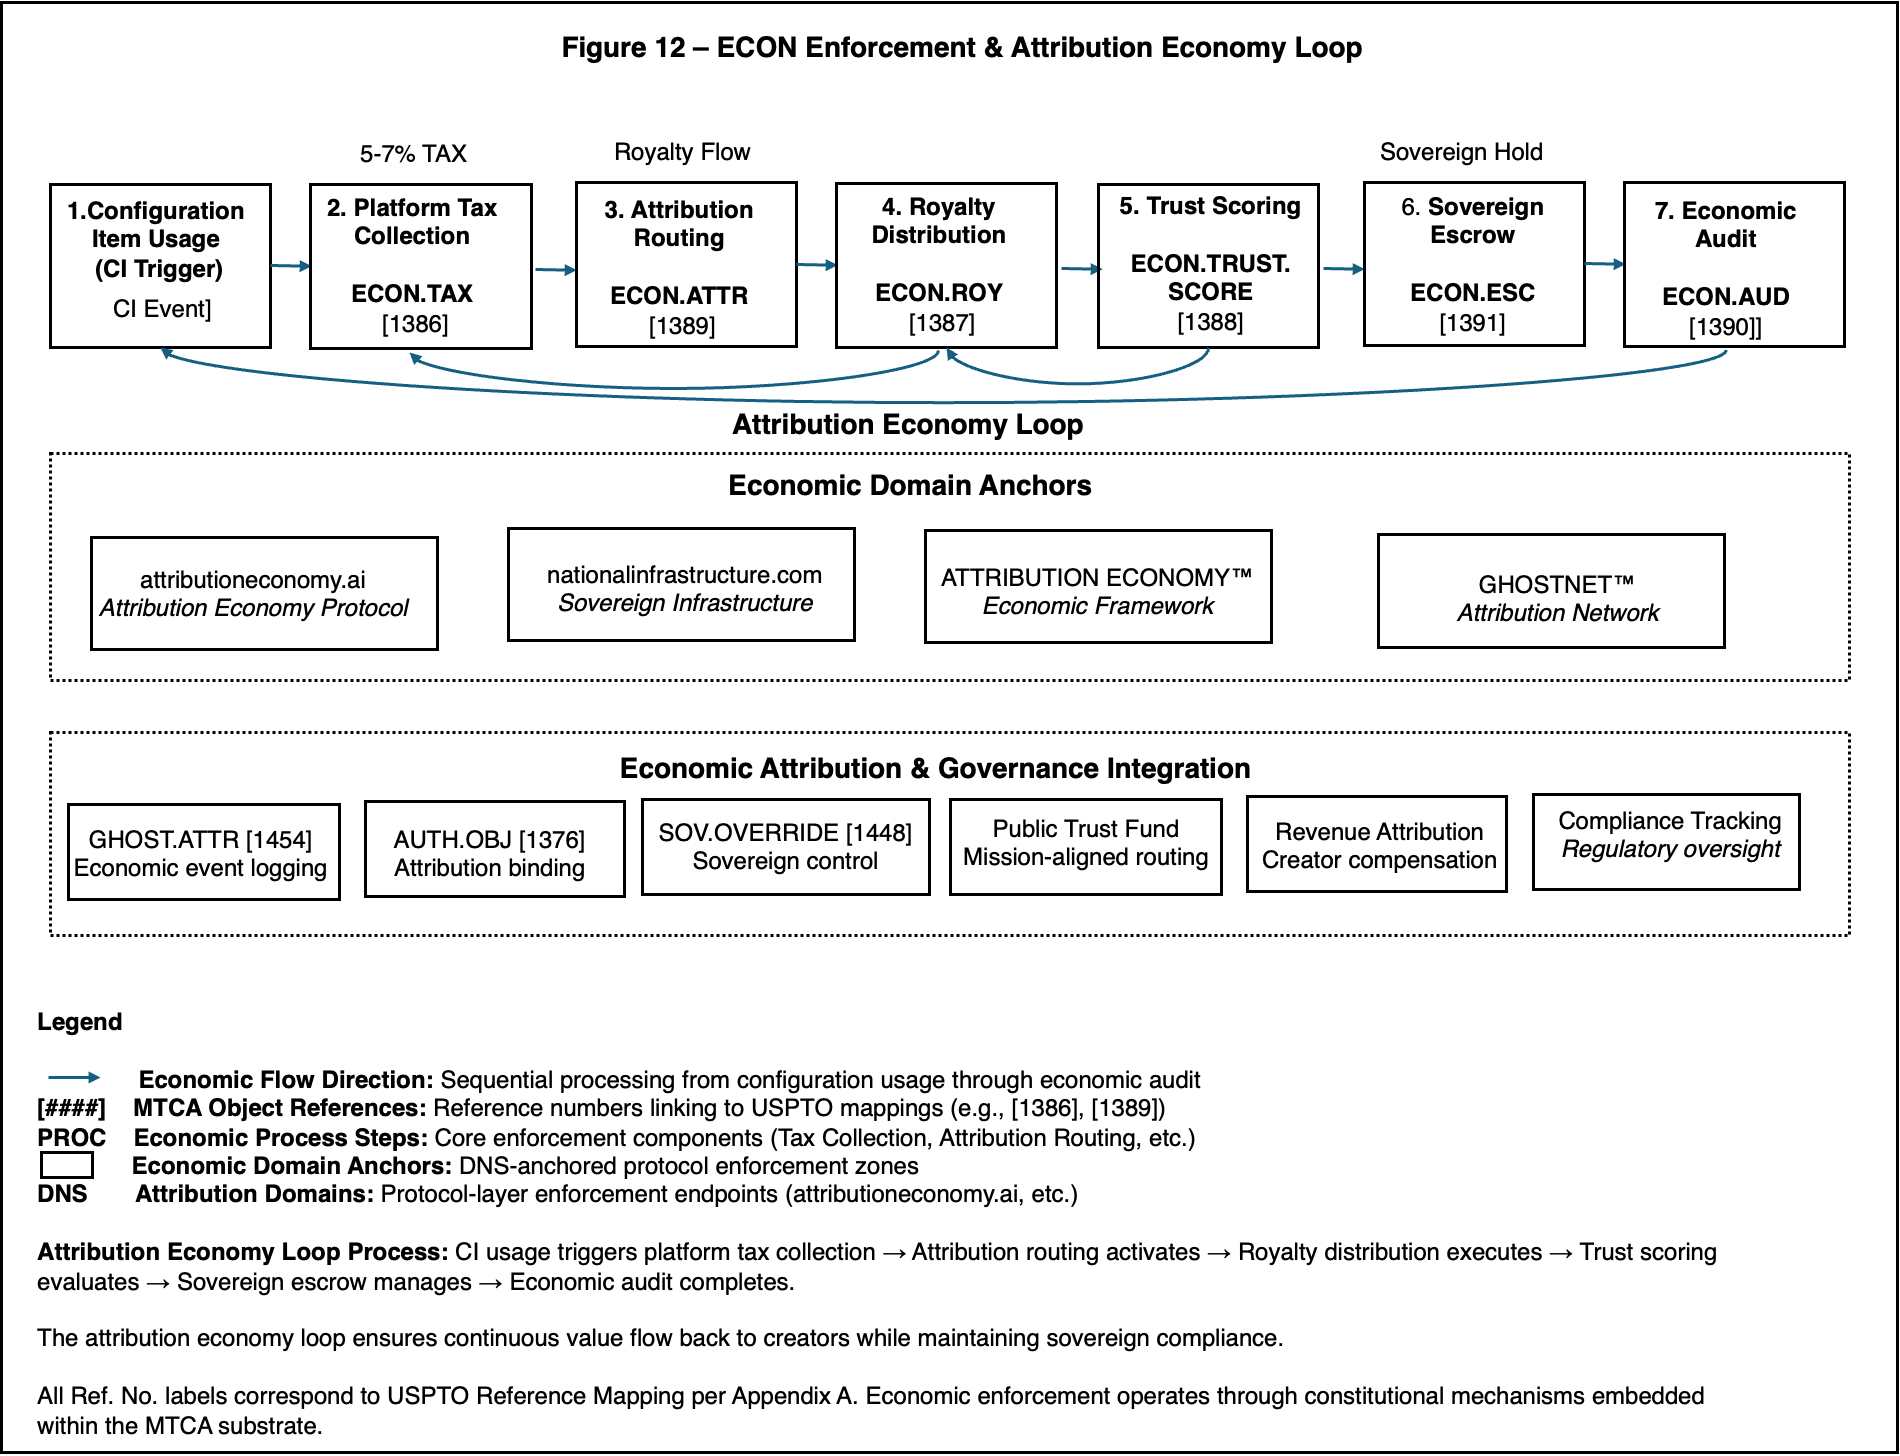 Figure 12 – ECON Enforcement & Attribution Economy Loop
5-7% TAX
Royalty Flow
Sovereign Hold
1.Configuration
Item Usage
(CI Trigger)
CI Event]
2. Platform Tax
Collection
ECON.TAX
[1386]
3. Attribution
Routing
ECON.ATTR
[1389]
4. Royalty
Distribution
ECON.ROY
[1387]
5. Trust Scoring
ECON.TRUST.
SCORE
[1388]
6. Sovereign
Escrow
ECON.ESC
[1391]
7. Economic
Audit
ECON.AUD
[1390]]
Attribution Economy Loop
Economic Domain Anchors
attributioneconomy.ai
Attribution Economy Protocol
nationalinfrastructure.com
Sovereign Infrastructure
ATTRIBUTION ECONOMY™
Economic Framework
GHOSTNET™
Attribution Network
Economic Attribution & Governance Integration
GHOST.ATTR [1454]
Economic event logging
AUTH.OBJ [1376]
Attribution binding
SOV.OVERRIDE [1448]
Sovereign control
Public Trust Fund
Mission-aligned routing
Revenue Attribution
Creator compensation
Compliance Tracking
Regulatory oversight
Legend
Economic Flow Direction: Sequential processing from configuration usage through economic audit
[####] MTCA Object References: Reference numbers linking to USPTO mappings (e.g., [1386], [1389])
PROC Economic Process Steps: Core enforcement components (Tax Collection, Attribution Routing, etc.)
Economic Domain Anchors: DNS-anchored protocol enforcement zones
DNS Attribution Domains: Protocol-layer enforcement endpoints (attributioneconomy.ai, etc.)
Attribution Economy Loop Process: CI usage triggers platform tax collection → Attribution routing activates → Royalty distribution executes → Trust scoring
evaluates → Sovereign escrow manages → Economic audit completes.
The attribution economy loop ensures continuous value flow back to creators while maintaining sovereign compliance.
All Ref. No. labels correspond to USPTO Reference Mapping per Appendix A. Economic enforcement operates through constitutional mechanisms embedded
within the MTCA substrate.